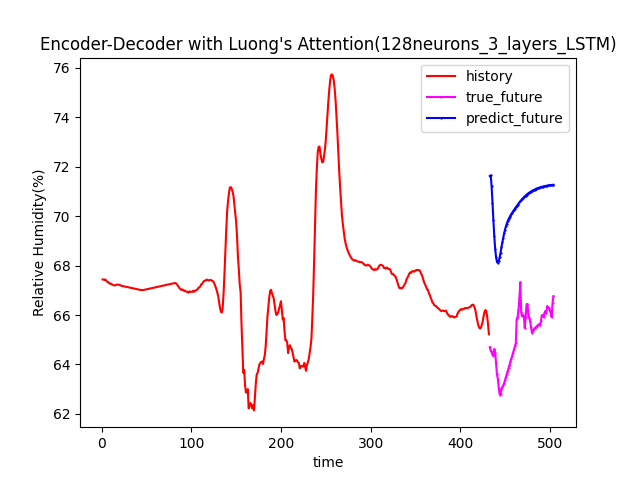 Encoder-Decoder with Luong's Attention(128neurons_3_layers_LSTM)
history
true_future
predict_future
Relative Humidity(%)
76
74
72
70
68
66
64
62
0 100 200 300 400 500
time